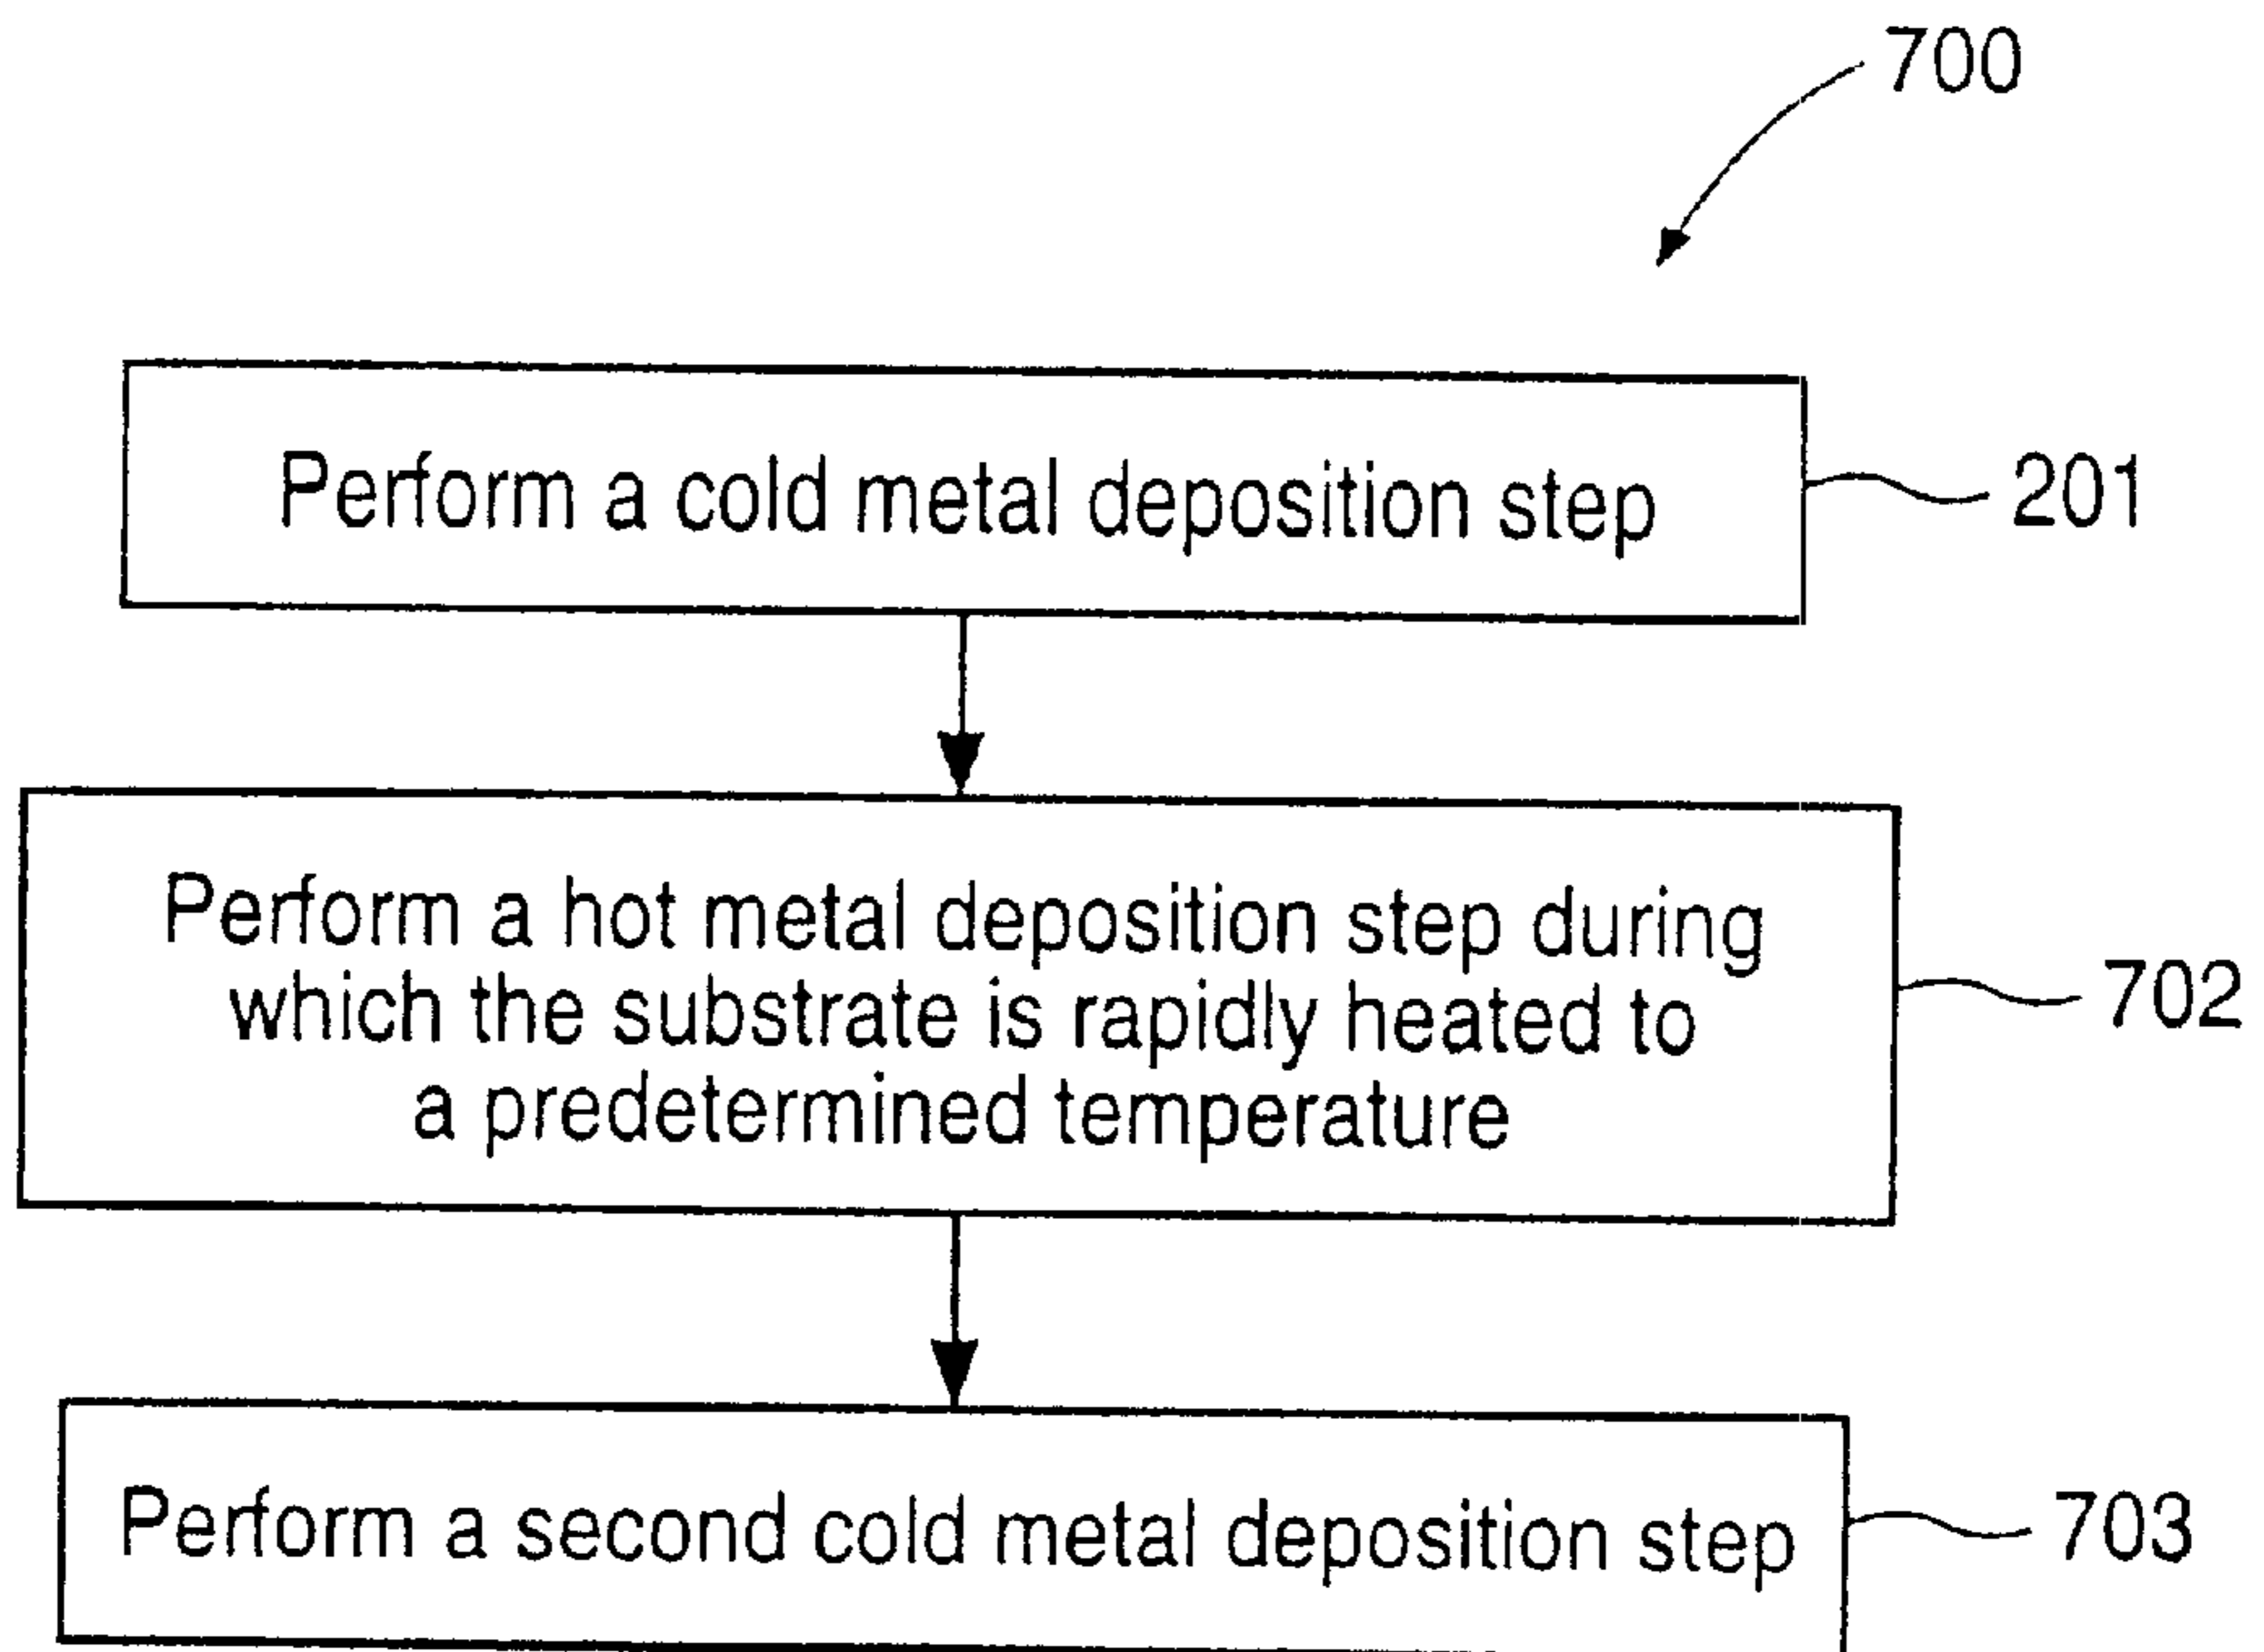 700
Perform a cold metal deposition step
201
Perform a hot metal deposition step during
which the substrate is rapidly heated to
a predetermined temperature
702
Perform a second cold metal deposition step
703